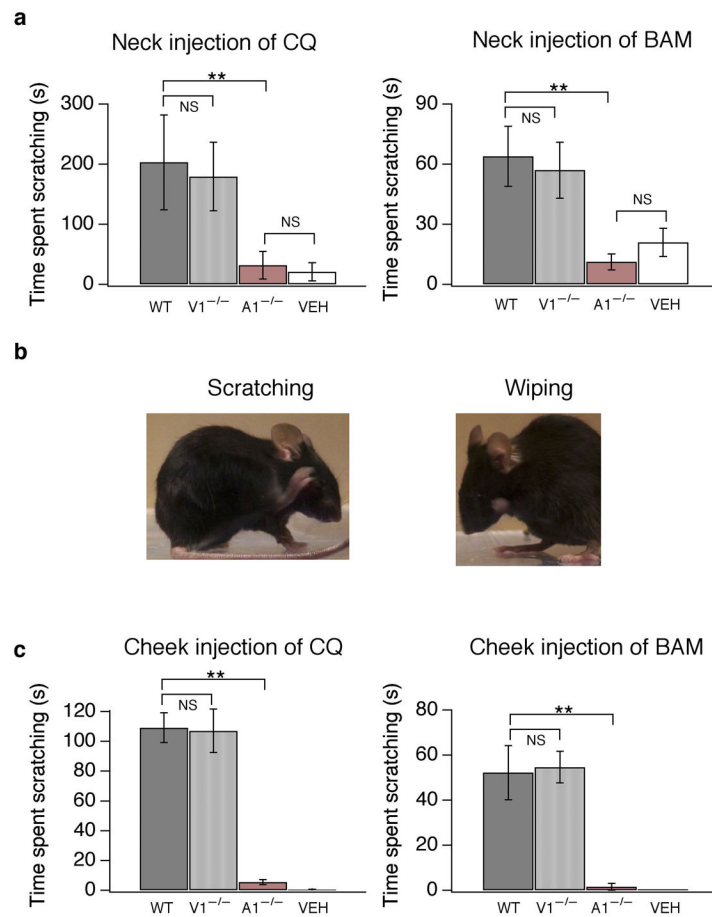 a
Neck injection of CQ
Time spent scratching (s)
300
200
100
0
**
NS
NS
WT
V1−/−
A1−/−
VEH
Neck injection of BAM
Time spent scratching (s)
90
60
30
0
**
NS
NS
WT
V1−/−
A1−/−
VEH
b
Scratching
Wiping
c
Cheek injection of CQ
Time spent scratching (s)
120
100
80
60
40
20
0
**
NS
WT
V1−/−
A1−/−
VEH
Cheek injection of BAM
Time spent scratching (s)
80
60
40
20
0
**
NS
WT
V1−/−
A1−/−
VEH